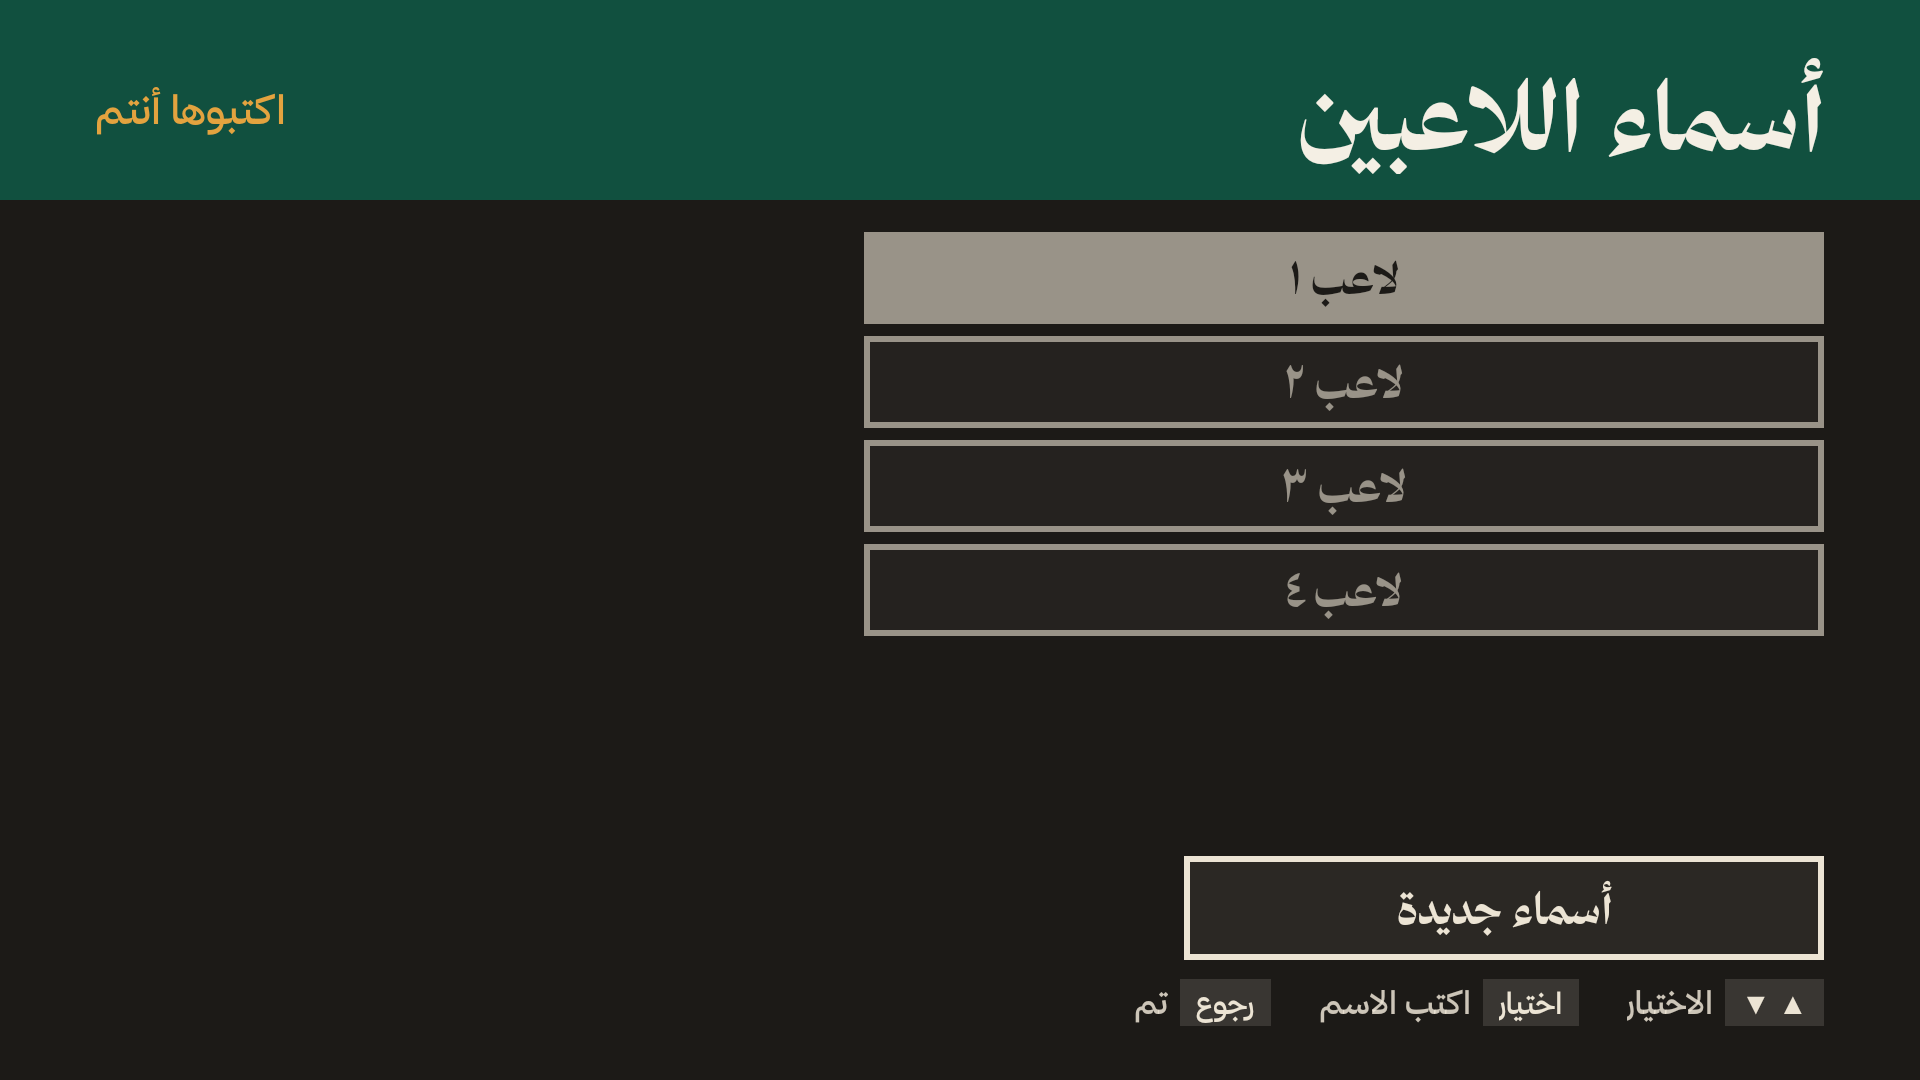 أسماء اللاعبين
اكتبوها أنتم
لاعب ١
لاعب ٢
لاعب ٣
لاعب ٤
أسماء جديدة
▲ ▼ الاختيار اختيار اكتب الاسم رجوع تم